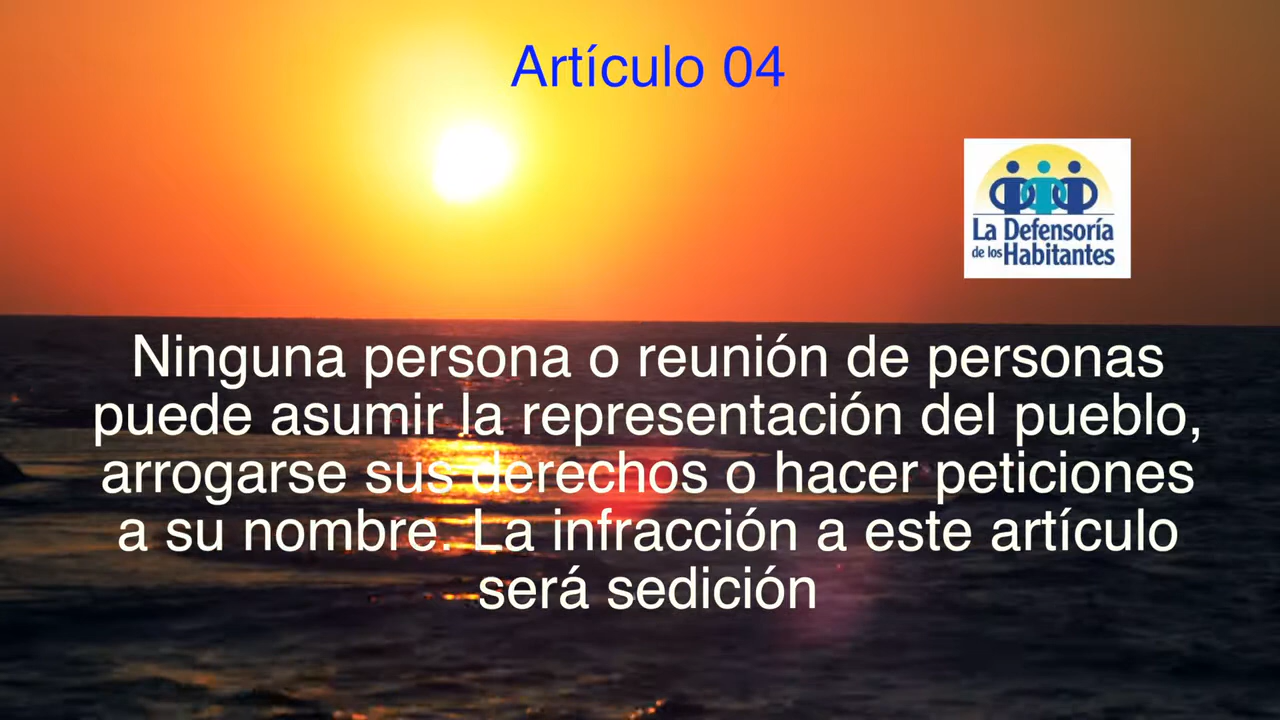 Artículo 04
La Defensoría
de los Habitantes
Ninguna persona o reunión de personas
puede asumir la representación del pueblo,
arrogarse sus derechos o hacer peticiones
a su nombre. La infracción a este artículo
será sedición